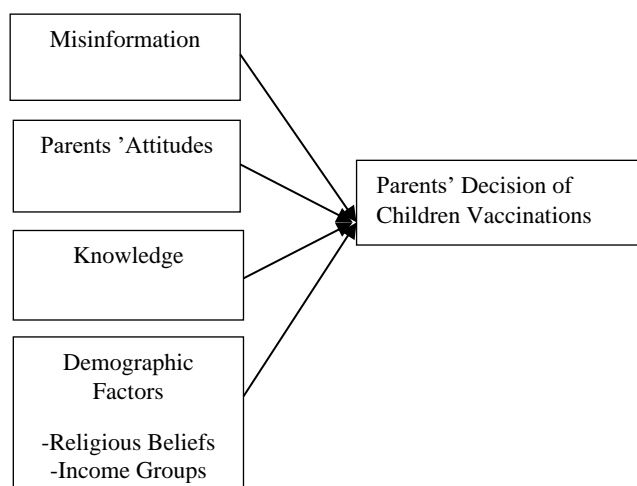 Misinformation
Parents ’Attitudes
Knowledge
Demographic
Factors
-Religious Beliefs
-Income Groups
Parents’ Decision of
Children Vaccinations